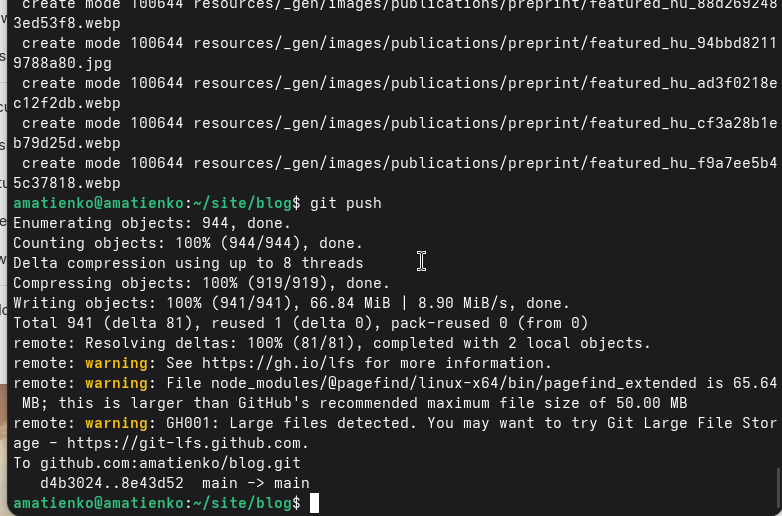 create mode 100644 resources/_gen/images/publications/preprint/featured_hu_88d269248
3ed53f8.webp
create mode 100644 resources/_gen/images/publications/preprint/featured_hu_94bbd8211
9788a80.jpg
create mode 100644 resources/_gen/images/publications/preprint/featured_hu_ad3f0218e
c12f2db.webp
create mode 100644 resources/_gen/images/publications/preprint/featured_hu_cf3a28b1e
b79d25d.webp
create mode 100644 resources/_gen/images/publications/preprint/featured_hu_f9a7ee5b4
5c37818.webp
amatienko@amatienko:~/site/blog$ git push
Enumerating objects: 944, done.
Counting objects: 100% (944/944), done.
Delta compression using up to 8 threads
Compressing objects: 100% (919/919), done.
Writing objects: 100% (941/941), 66.84 MiB | 8.90 MiB/s, done.
Total 941 (delta 81), reused 1 (delta 0), pack-reused 0 (from 0)
remote: Resolving deltas: 100% (81/81), completed with 2 local objects.
remote: warning: See https://gh.io/lfs for more information.
remote: warning: File node_modules/@pagefind/linux-x64/bin/pagefind_extended is 65.64
MB; this is larger than GitHub's recommended maximum file size of 50.00 MB
remote: warning: GH001: Large files detected. You may want to try Git Large File Stor
age - https://git-lfs.github.com.
To github.com:amatienko/blog.git
d4b3024..8e43d52  main -> main
amatienko@amatienko:~/site/blog$